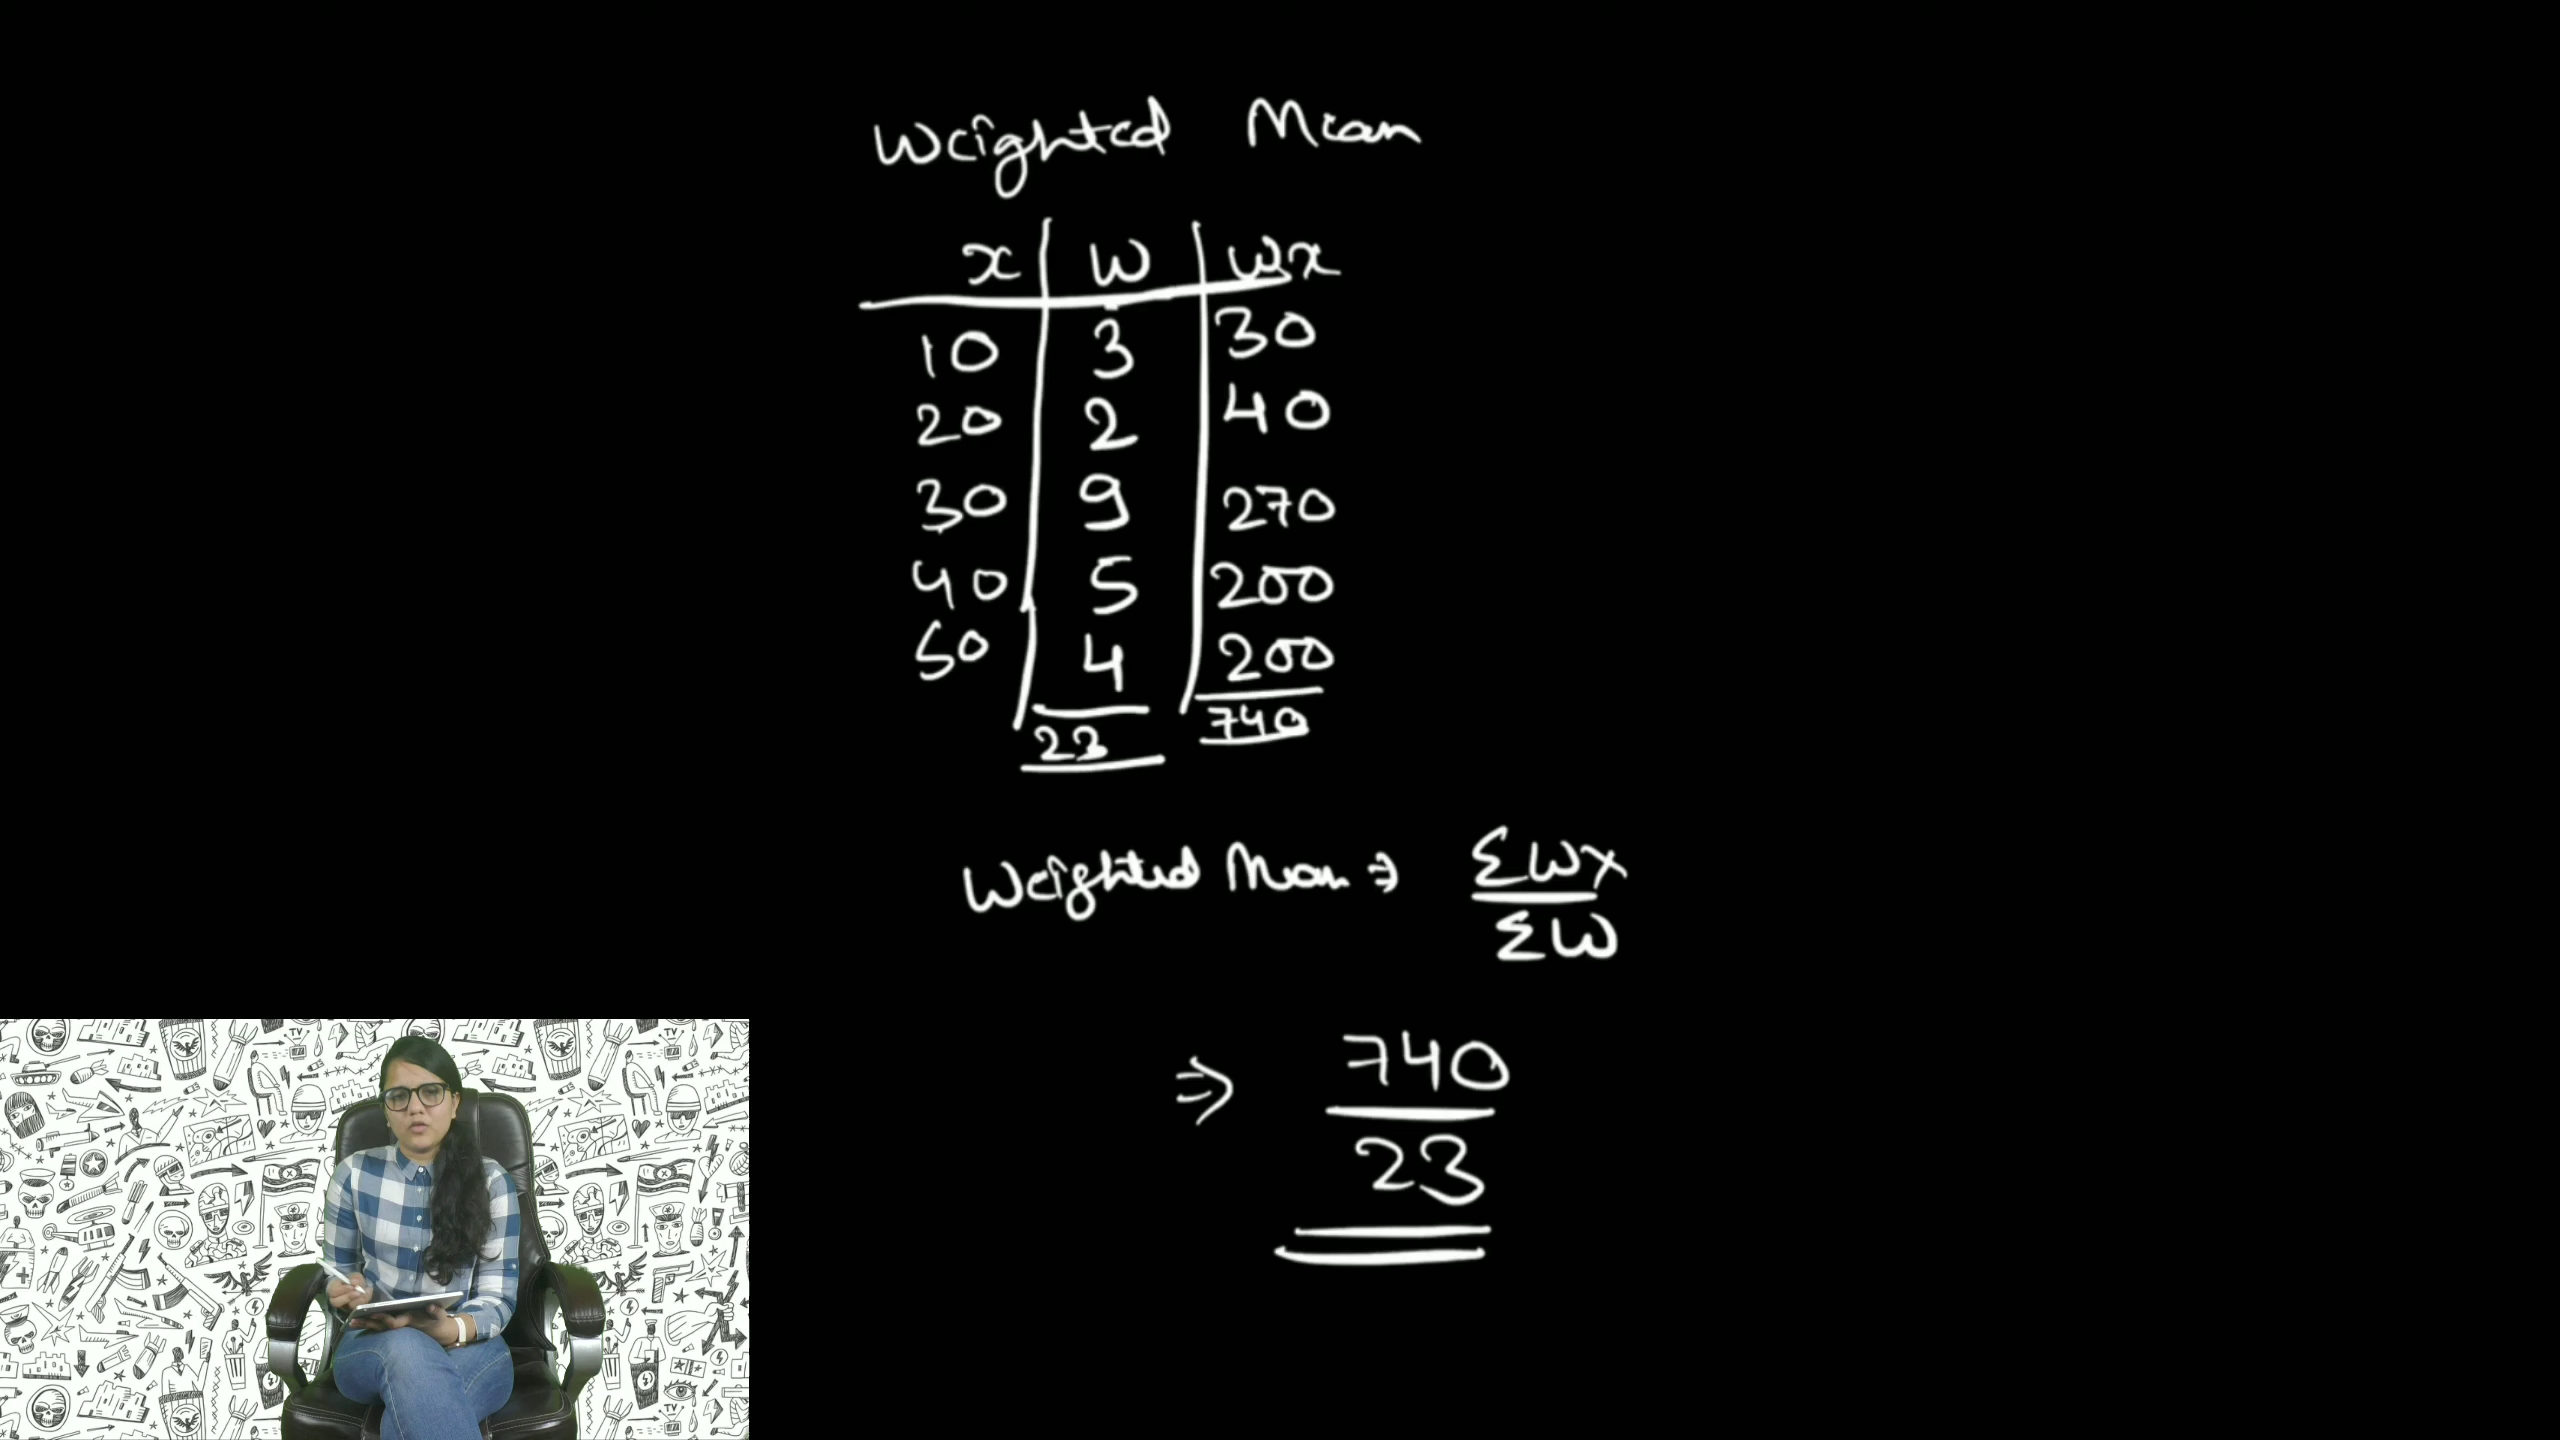 Weighted Mean
x W Wx
10 3 30
20 2 40
30 9 270
40 5 200
50 4 200
23 740
Weighted Mean ⇒ ΣWx / ΣW
⇒ 740 / 23